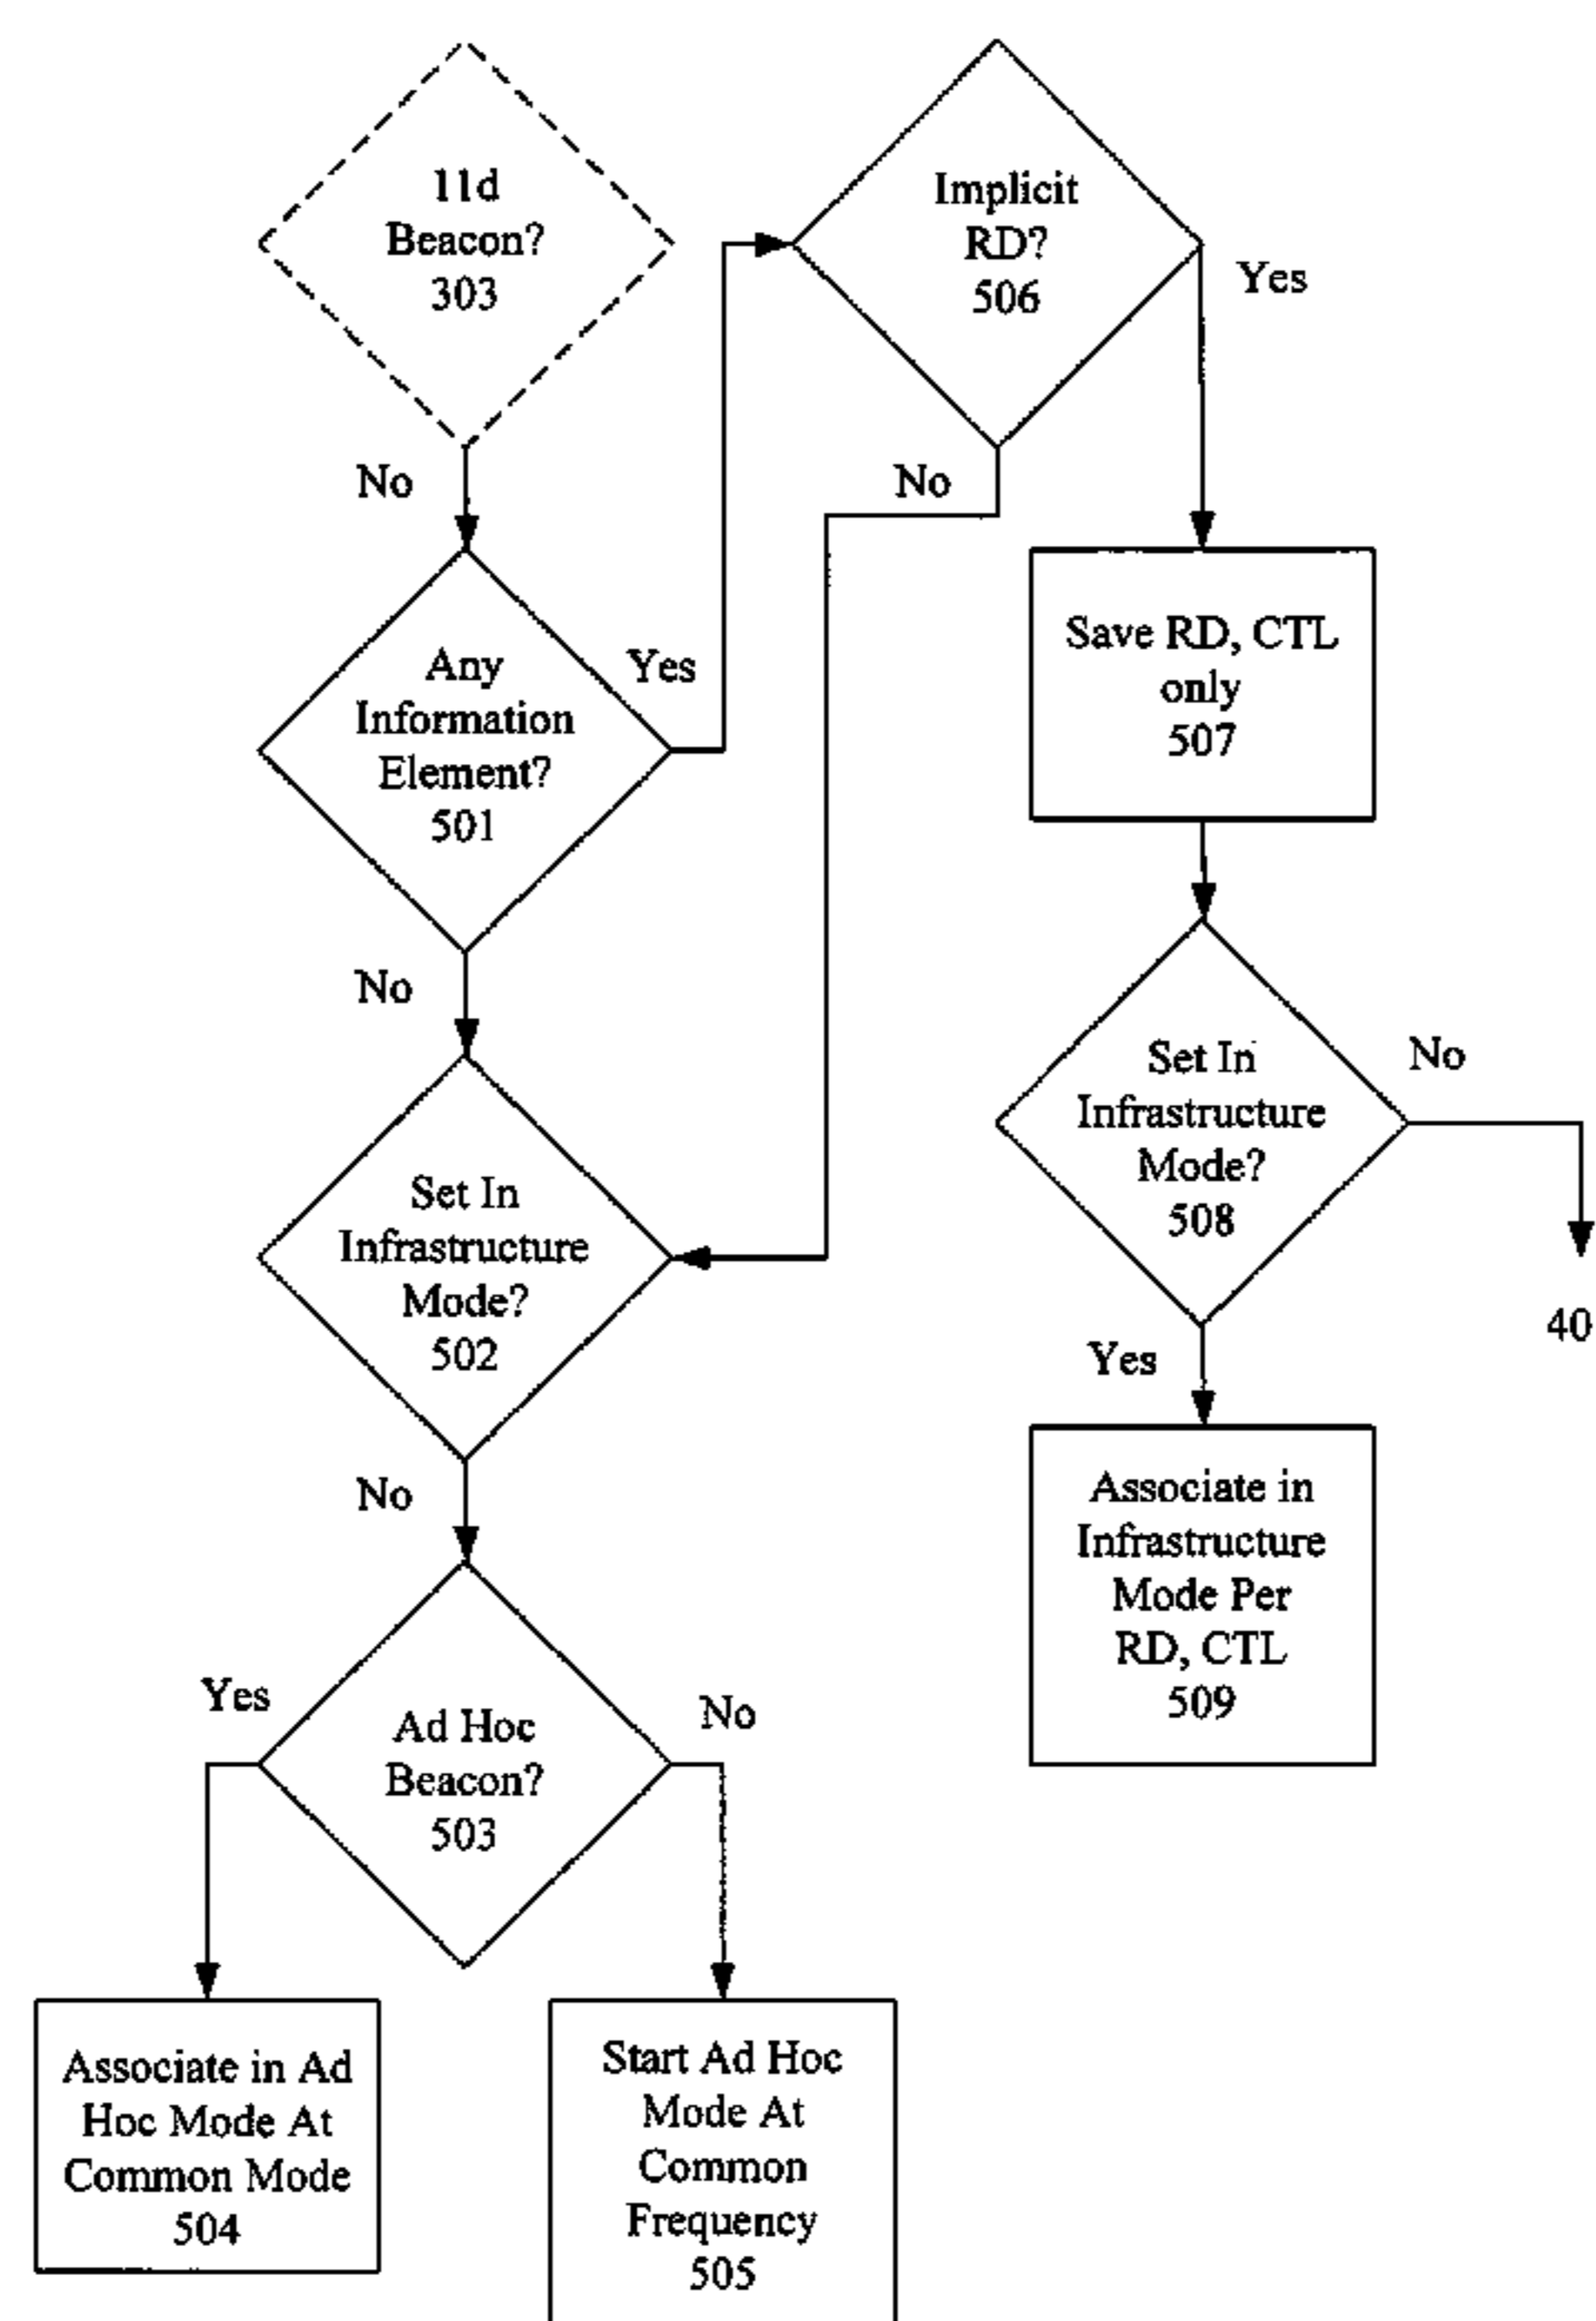 11d
Beacon?
303
No
Any
Information
Element?
501
Yes
No
Set In
Infrastructure
Mode?
502
No
Ad Hoc
Beacon?
503
Yes
No
Associate in Ad
Hoc Mode At
Common Mode
504
Start Ad Hoc
Mode At
Common
Frequency
505
Implicit
RD?
506
Yes
No
Save RD, CTL
only
507
Set In
Infrastructure
Mode?
508
No
40
Yes
Associate in
Infrastructure
Mode Per
RD, CTL
509